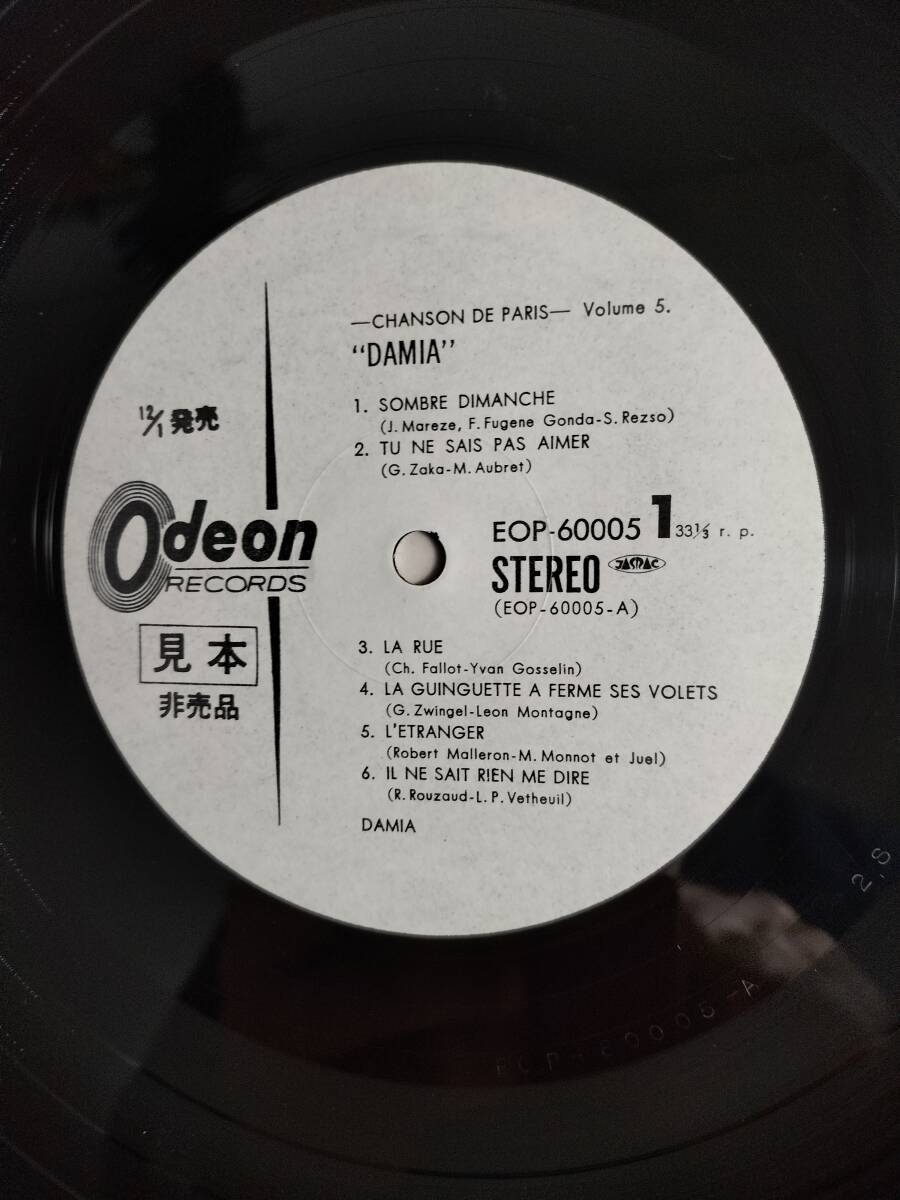 —CHANSON DE PARIS— Volume 5.
"DAMIA"
1. SOMBRE DIMANCHE
(J. Mareze, F. Fugene Gonda-S. Rezso)
2. TU NE SAIS PAS AIMER
(G. Zaka-M. Aubret)
12/1 発売
Odeon
RECORDS
見本
非売品
EOP-60005 1 33⅓ r. p.
STEREO JASRAC
(EOP-60005-A)
3. LA RUE
(Ch. Fallot-Yvan Gosselin)
4. LA GUINGUETTE A FERME SES VOLETS
(G. Zwingel-Leon Montagne)
5. L'ETRANGER
(Robert Malleron-M. Monnot et Juel)
6. IL NE SAIT RIEN ME DIRE
(R. Rouzaud-L. P. Vetheuil)
DAMIA
2,S
EOP-60005-A